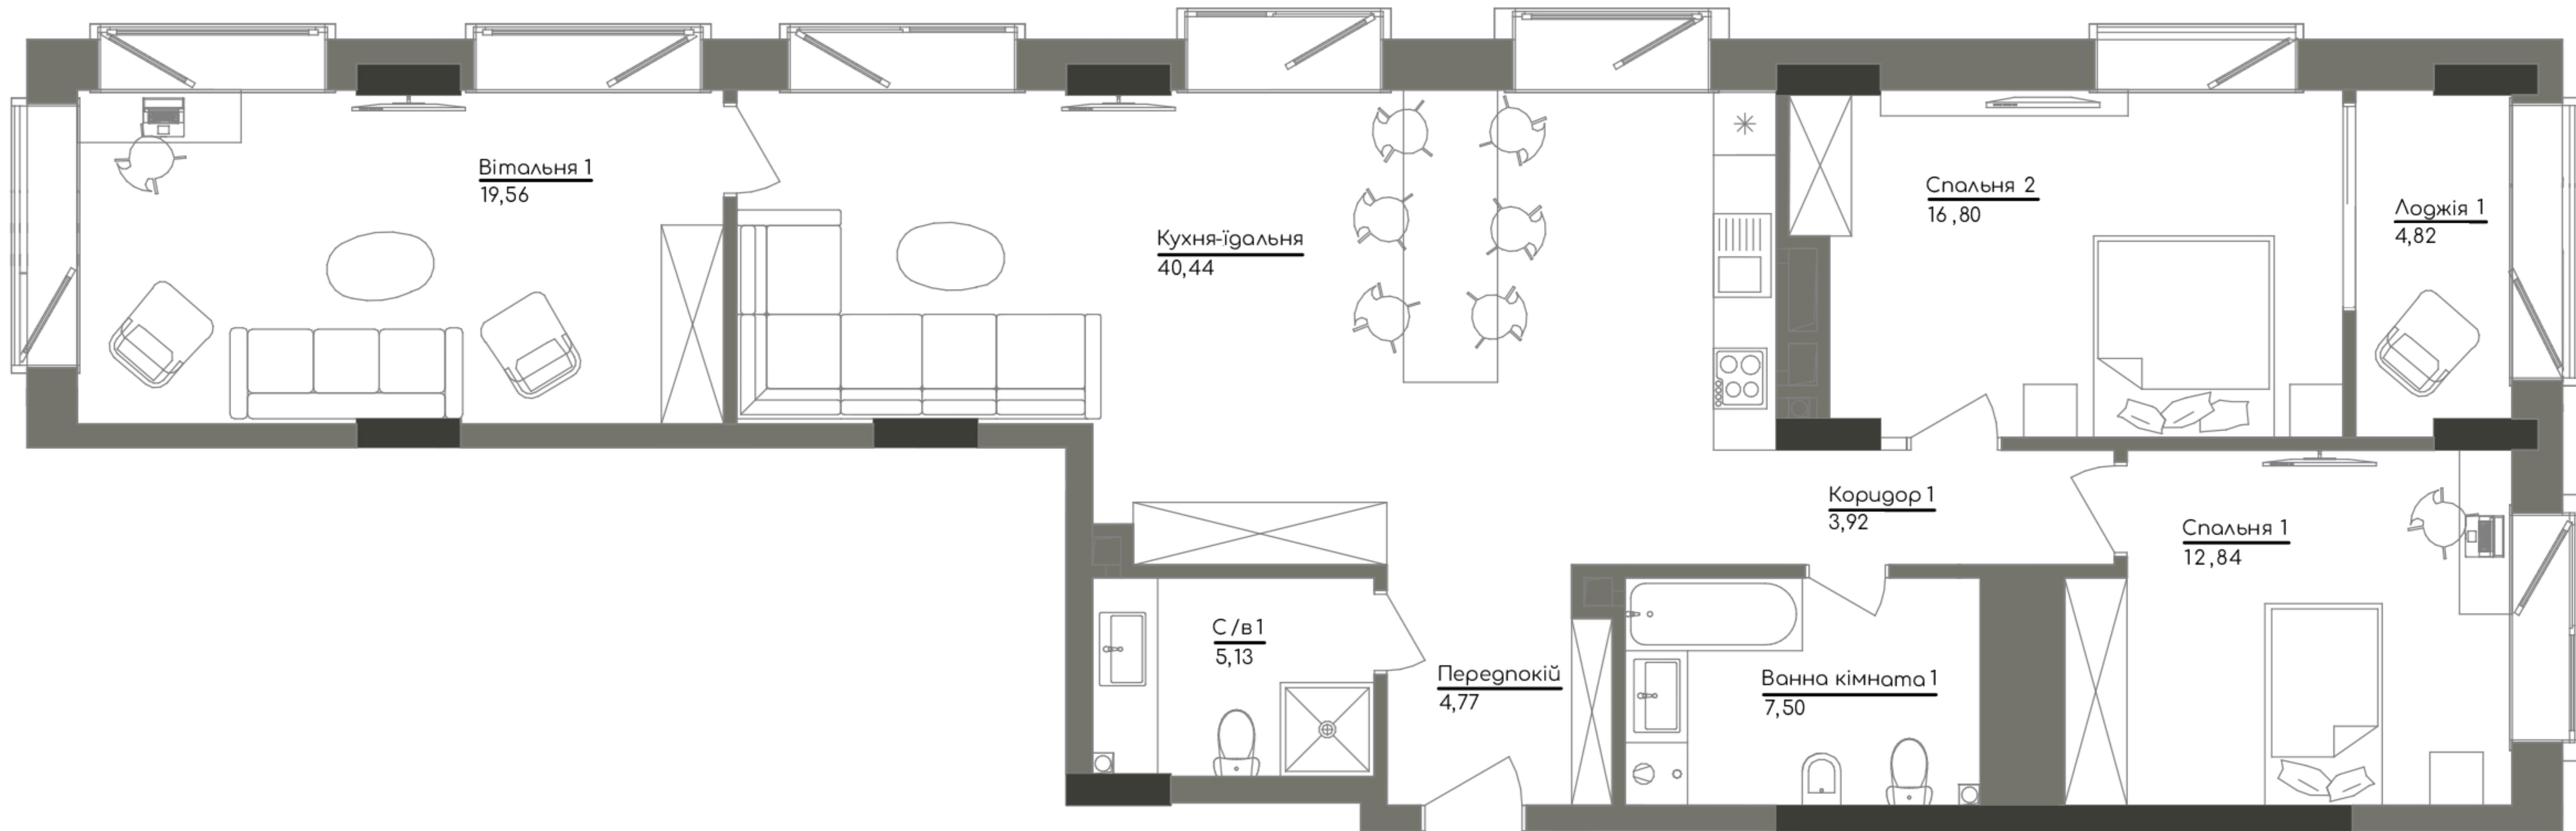 Вітальня 1
19,56
Кухня-їдальня
40,44
Спальня 2
16,80
Лоджія 1
4,82
Коридор 1
3,92
Спальня 1
12,84
С/в 1
5,13
Передпокій
4,77
Ванна кімната 1
7,50